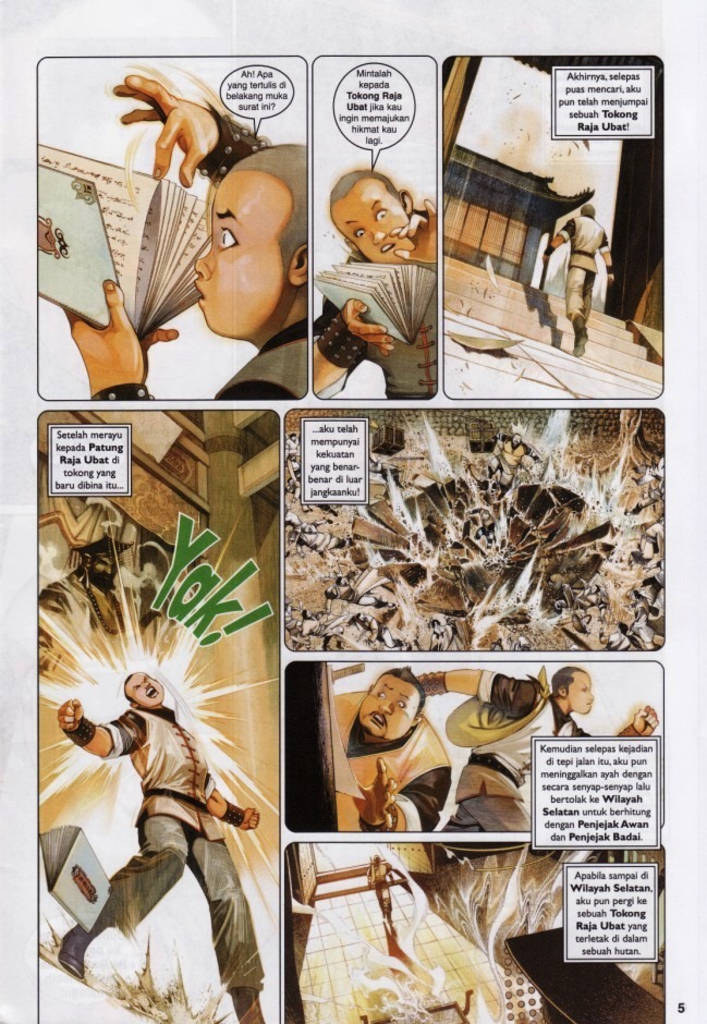 Ah! Apa
yang tertulis di
belakang muka
surat ini?
Mintalah
kepada
Tokong Raja
Ubat jika kau
ingin memajukan
hikmat kau
lagi.
Akhirnya, selepas
puas mencari, aku
pun telah menjumpai
sebuah Tokong
Raja Ubat!
Setelah merayu
kepada Patung
Raja Ubat di
tokong yang
baru dibina itu...
Yak!
...aku telah
mempunyai
kekuatan
yang benar-
benar di luar
jangkaanku!
Kemudian selepas kejadian
di tepi jalan itu, aku pun
meninggalkan ayah dengan
secara senyap-senyap
bertolak ke Wilayah
Selatan untuk berhitung
dengan Penjejak Awan
dan Penjejak Badai.
Apabila sampai di
Wilayah Selatan,
aku pun pergi ke
sebuah Tokong
Raja Ubat yang
terletak di dalam
sebuah hutan.
5